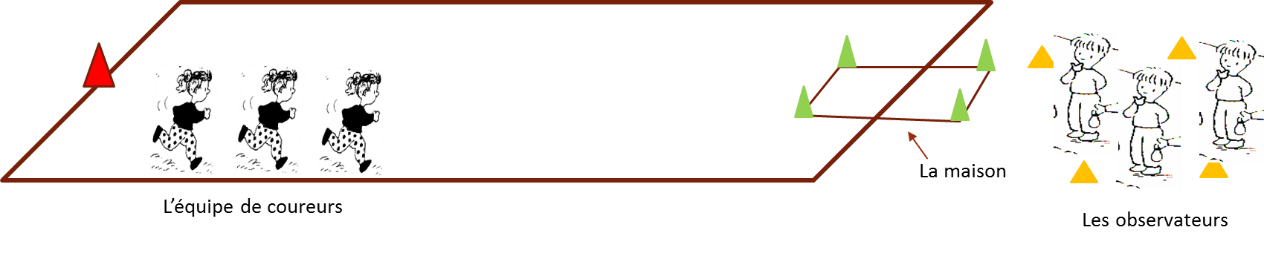 La maison
L’équipe de coureurs
Les observateurs